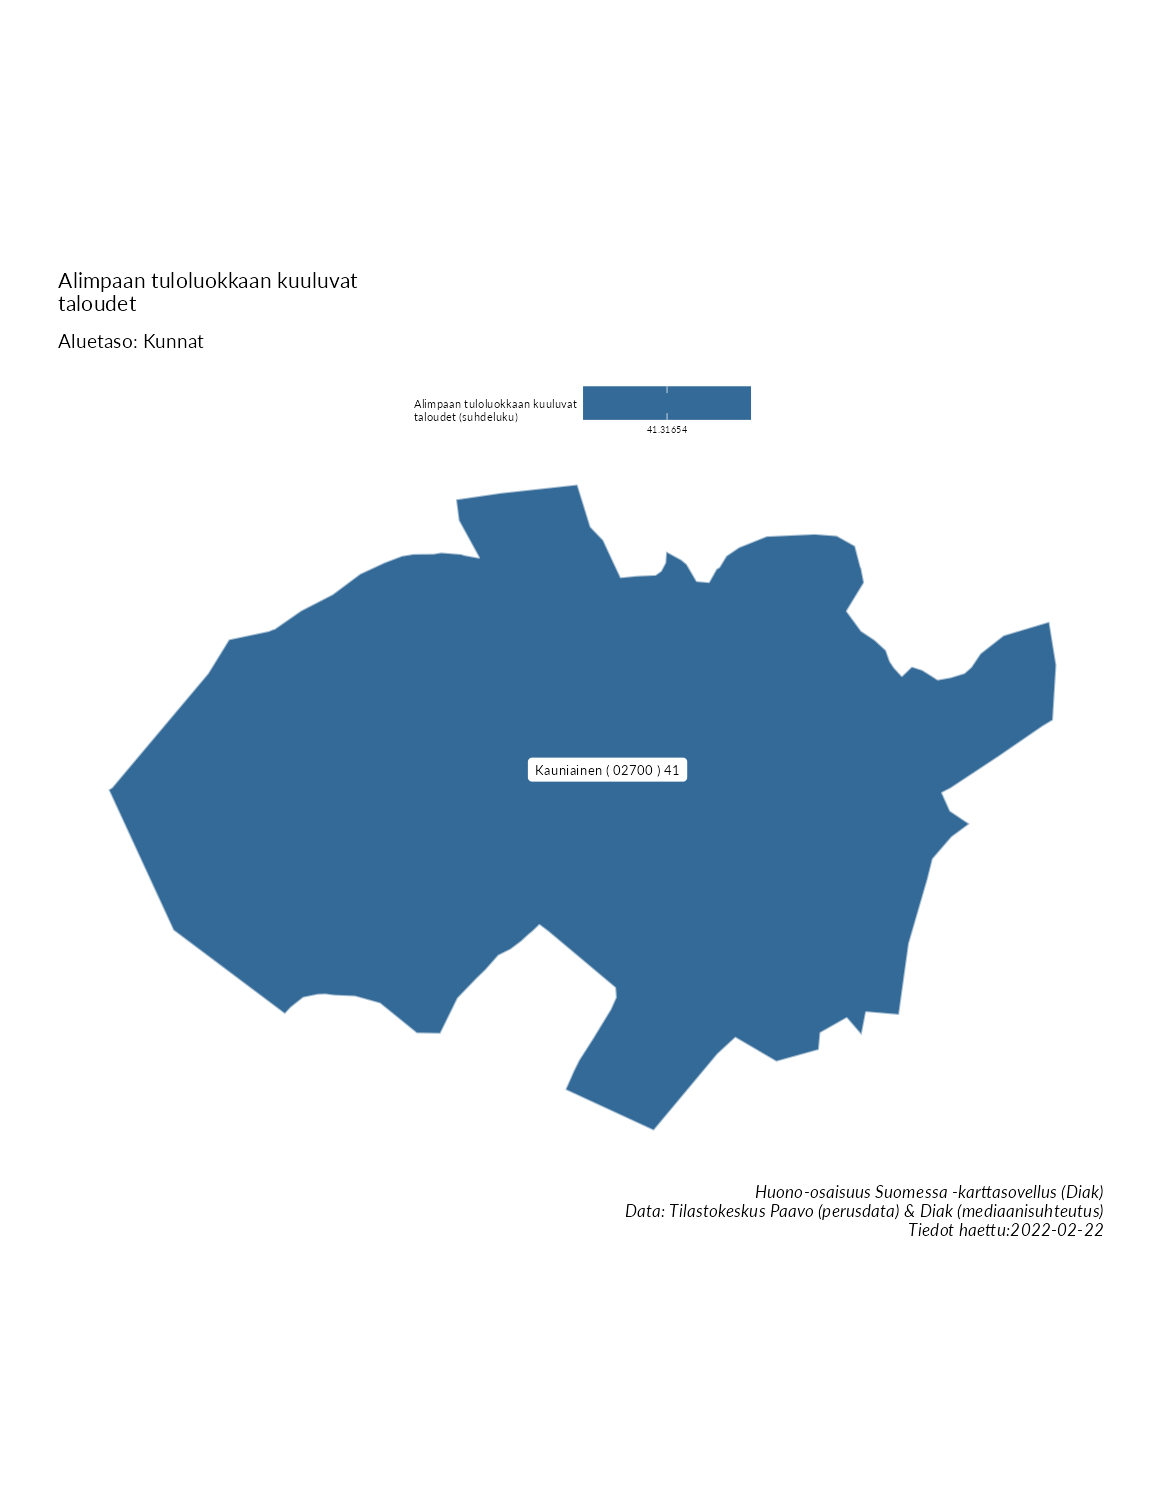 Alimpaan tuloluokkaan kuuluvat
taloudet
Aluetaso: Kunnat
Alimpaan tuloluokkaan kuuluvat
taloudet (suhdeluku)
41.31654
Kauniainen ( 02700 ) 41
Huono-osaisuus Suomessa -karttasovellus (Diak)
Data: Tilastokeskus Paavo (perusdata) & Diak (mediaanisuhteutus)
Tiedot haettu:2022-02-22